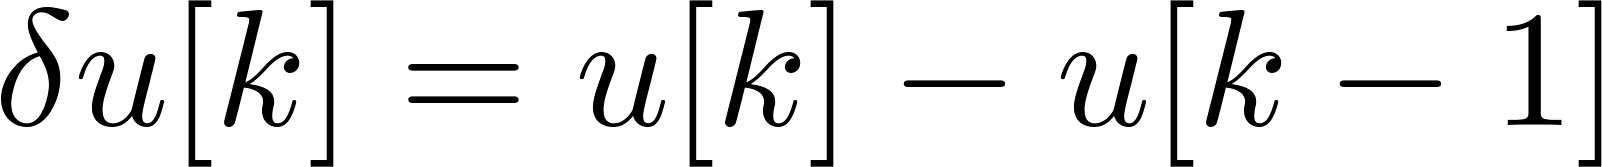 δu[k] = u[k] − u[k − 1]